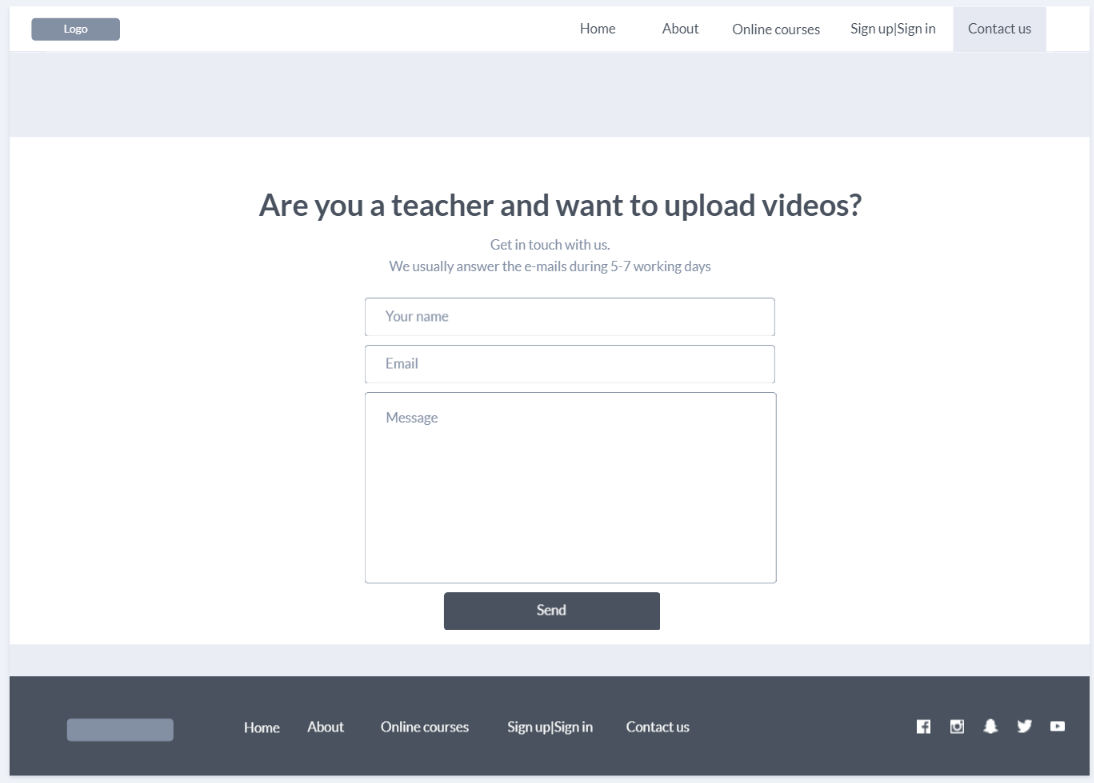 Logo
Home About Online courses Sign up|Sign in Contact us
Are you a teacher and want to upload videos?
Get in touch with us.
We usually answer the e-mails during 5-7 working days
Your name
Email
Message
Send
Home About Online courses Sign up|Sign in Contact us